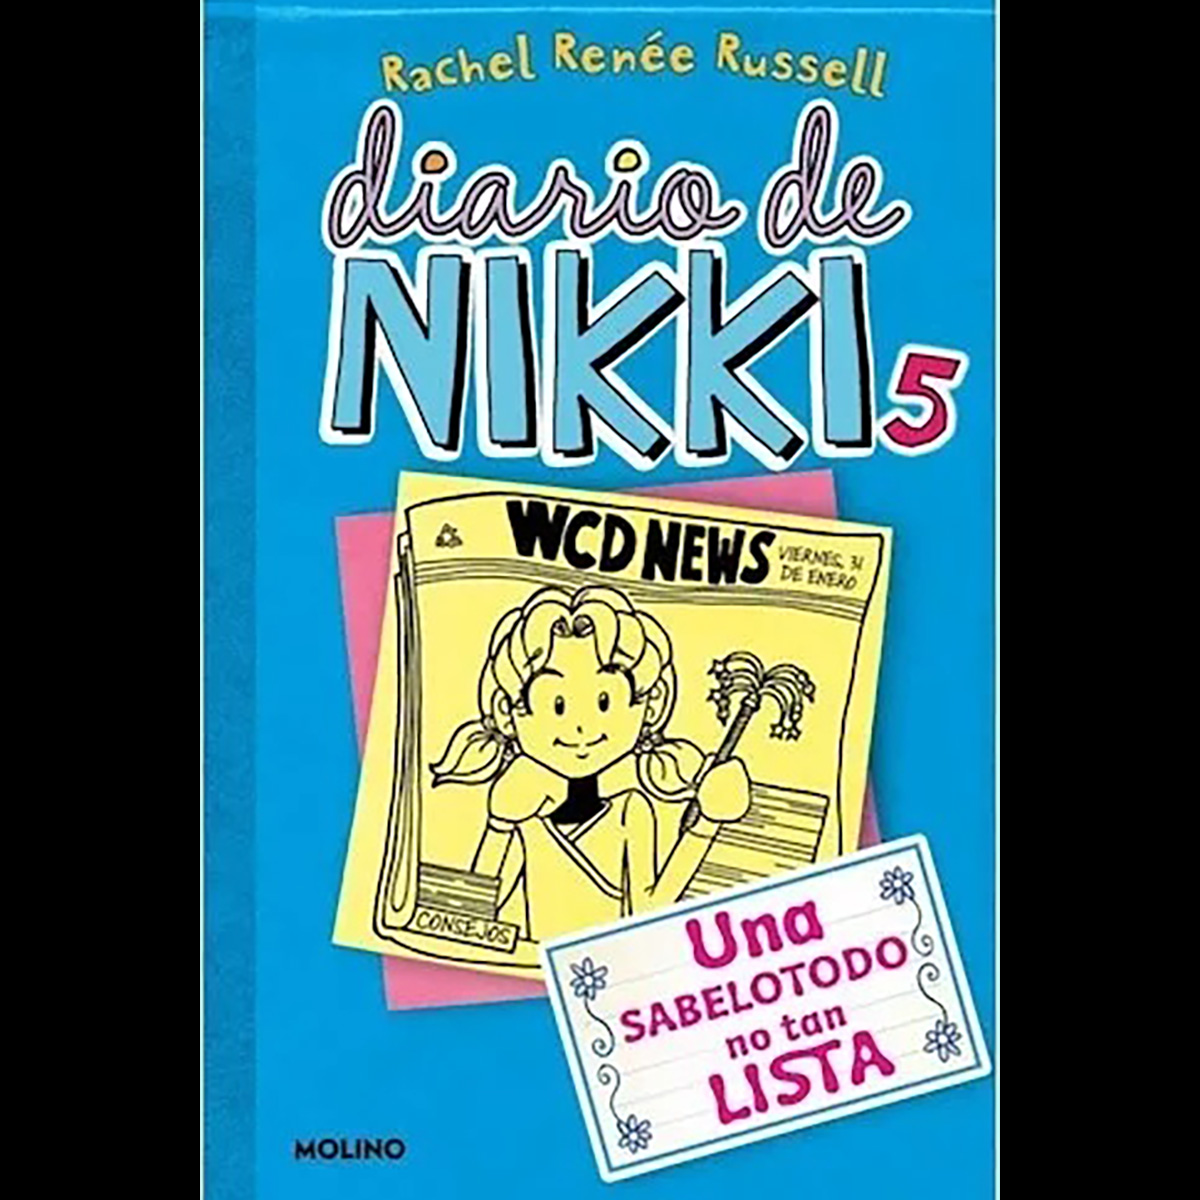 Rachel Renée Russell
diario de
NIKKI 5
WCD NEWS
VIERNES, 31
DE ENERO
CONSEJOS
Una
SABELOTODO
no tan
LISTA
MOLINO